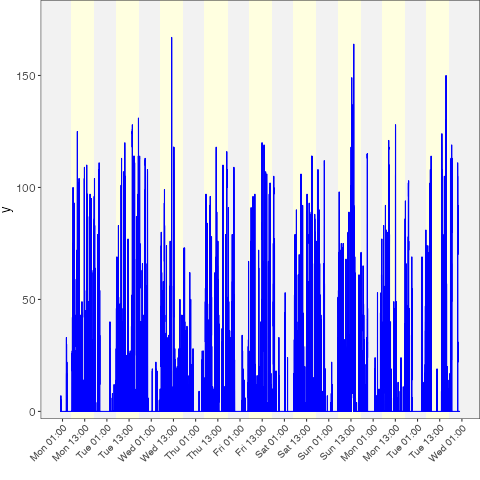 150
100
y
50
0
Mon 01:00
Mon 13:00
Tue 01:00
Tue 13:00
Wed 01:00
Wed 13:00
Thu 01:00
Thu 13:00
Fri 01:00
Fri 13:00
Sat 01:00
Sat 13:00
Sun 01:00
Sun 13:00
Mon 01:00
Mon 13:00
Tue 01:00
Tue 13:00
Wed 01:00